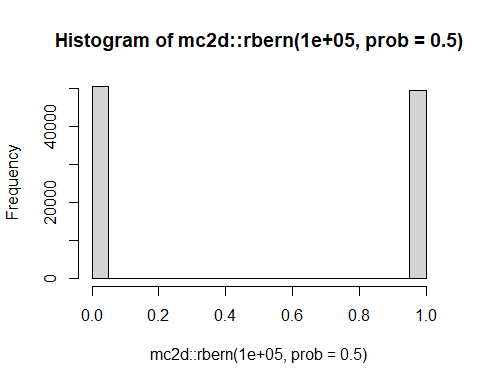 Histogram of mc2d::rbern(1e+05, prob = 0.5)
Frequency
40000
20000
0
0.0 0.2 0.4 0.6 0.8 1.0
mc2d::rbern(1e+05, prob = 0.5)